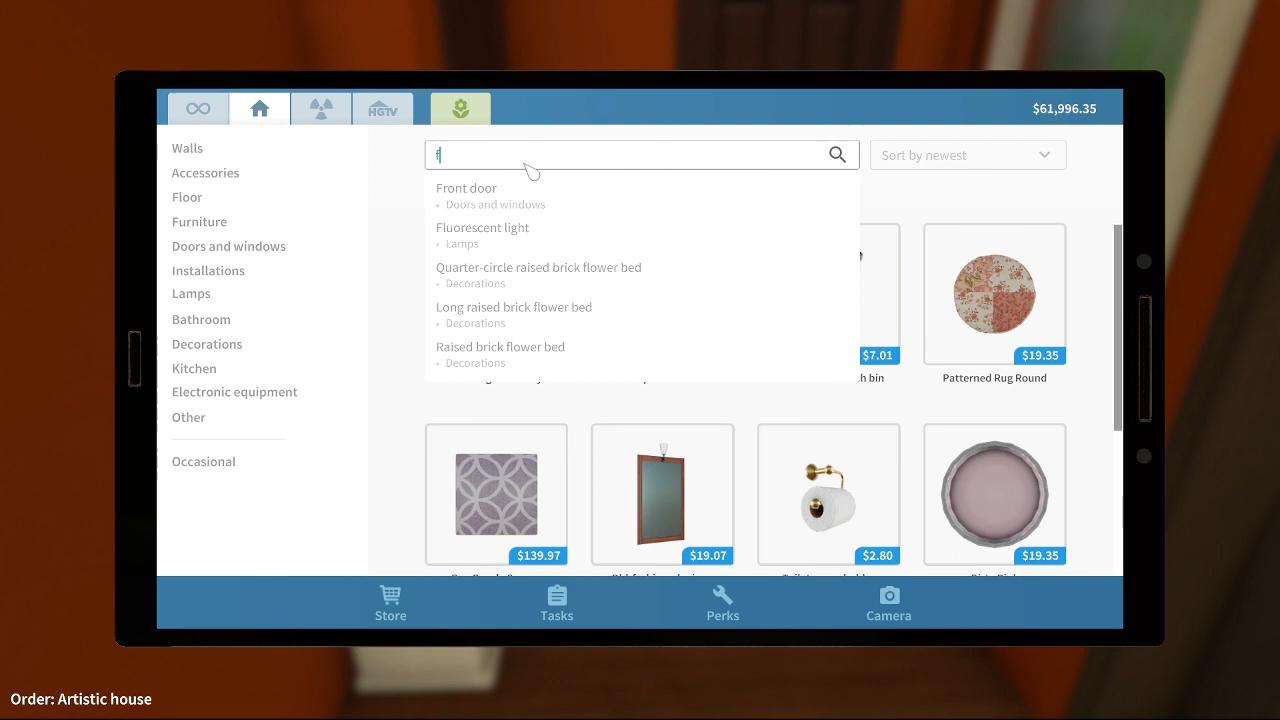 HGTV
$61,996.35
f
Sort by newest
Walls
Accessories
Floor
Furniture
Doors and windows
Installations
Lamps
Bathroom
Decorations
Kitchen
Electronic equipment
Other
Occasional
Front door
• Doors and windows
Fluorescent light
• Lamps
Quarter-circle raised brick flower bed
• Decorations
Long raised brick flower bed
• Decorations
Raised brick flower bed
• Decorations
$7.01
$19.35
bin
Patterned Rug Round
$139.97
$19.07
$2.80
$19.35
Store
Tasks
Perks
Camera
Order: Artistic house